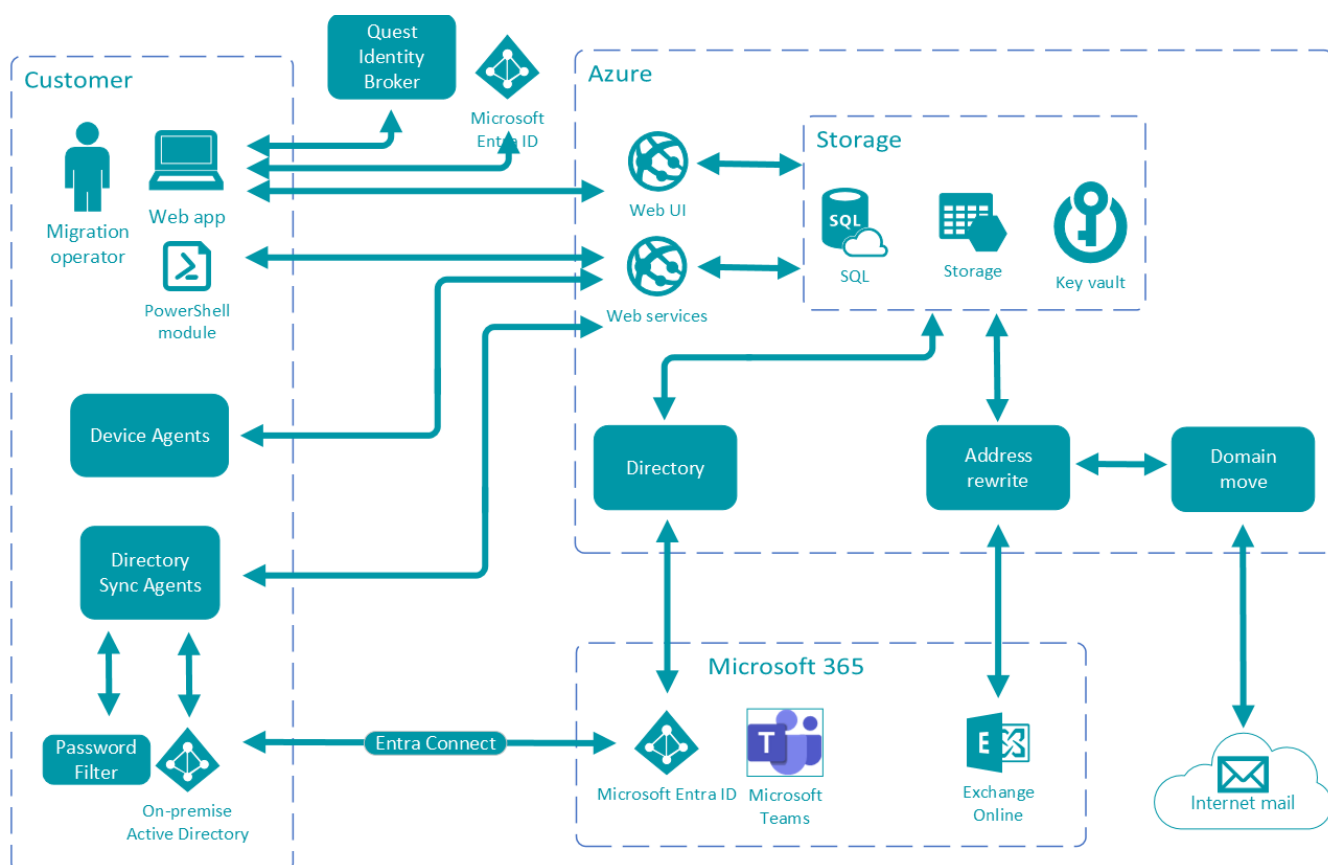 Quest
Identity
Broker
Microsoft
Entra ID
Customer
Migration
operator
Web app
PowerShell
module
Device Agents
Directory
Sync Agents
Password
Filter
On-premise
Active Directory
Entra Connect
Azure
Web UI
Web services
Storage
SQL
SQL
Storage
Key vault
Directory
Address
rewrite
Domain
move
Microsoft 365
Microsoft Entra ID
T
Microsoft
Teams
E
Exchange
Online
Internet mail